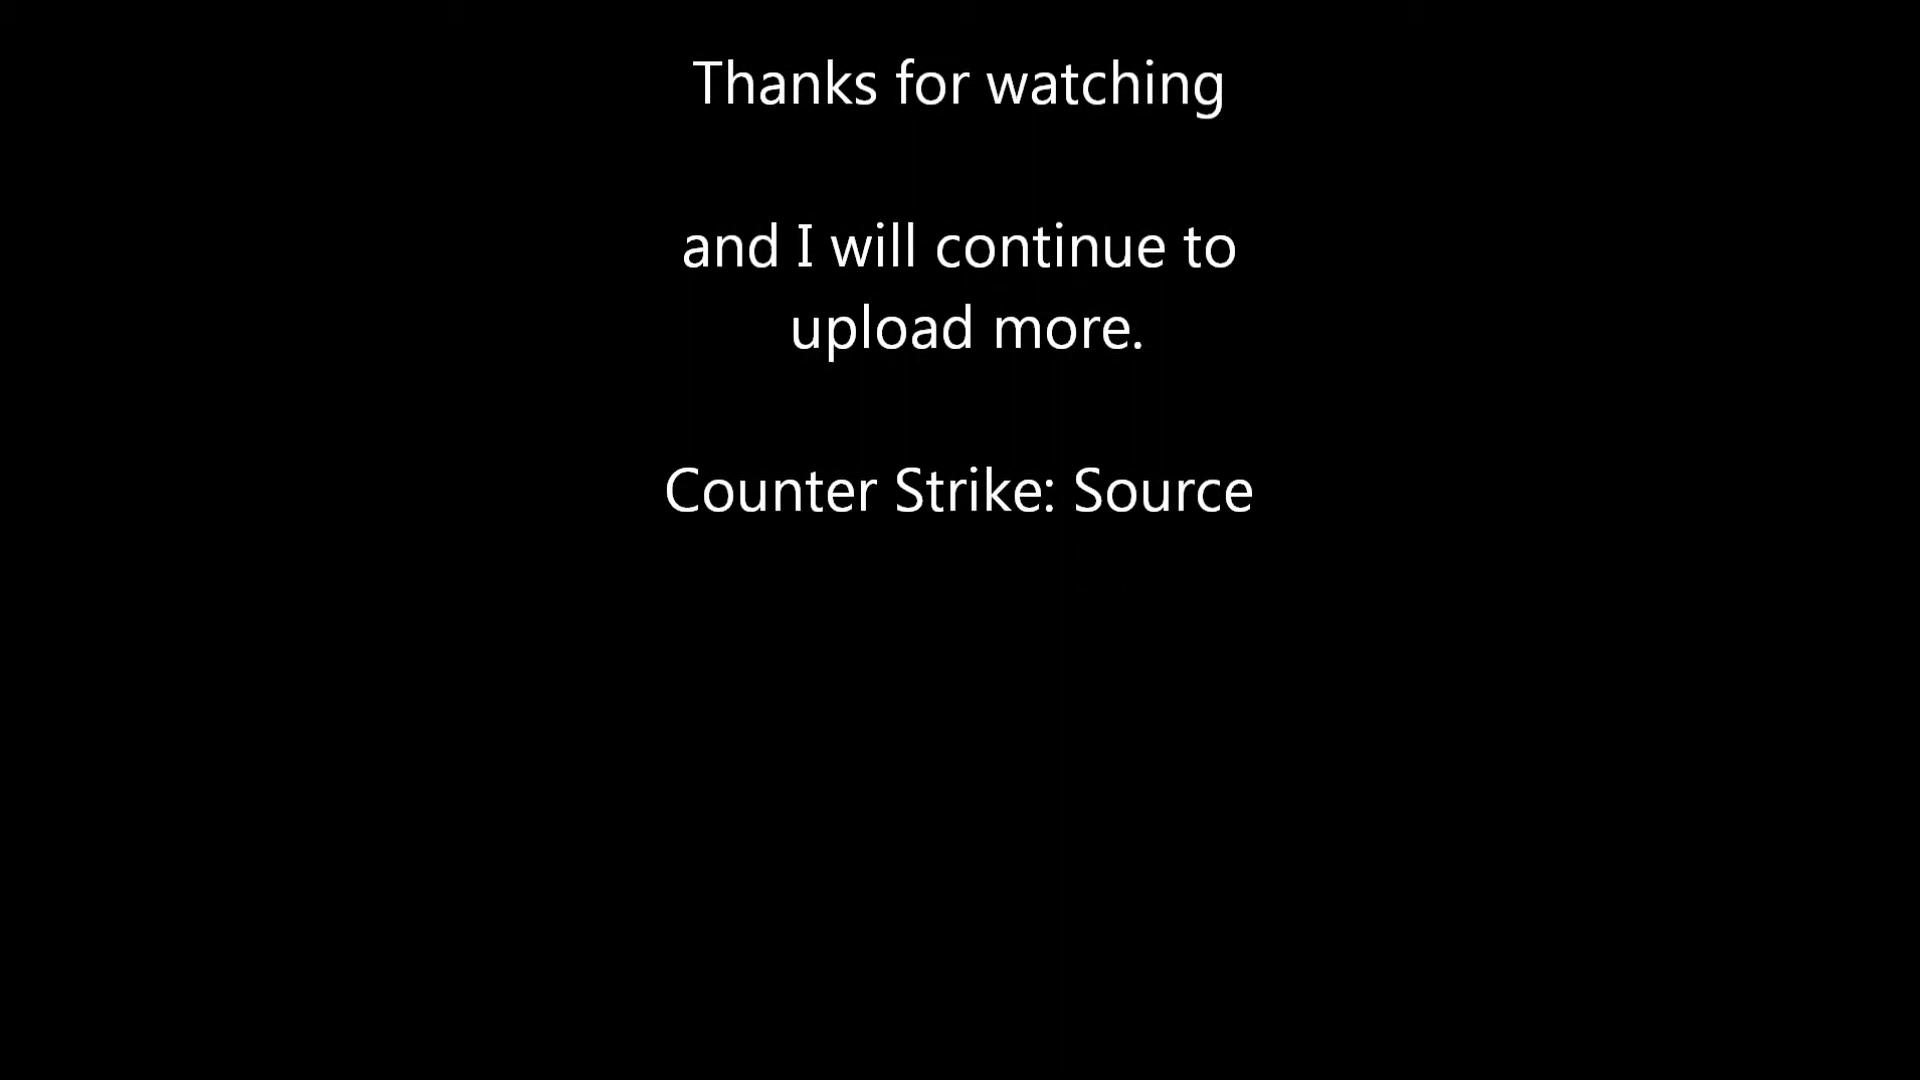 Thanks for watching
and I will continue to
upload more.
Counter Strike: Source